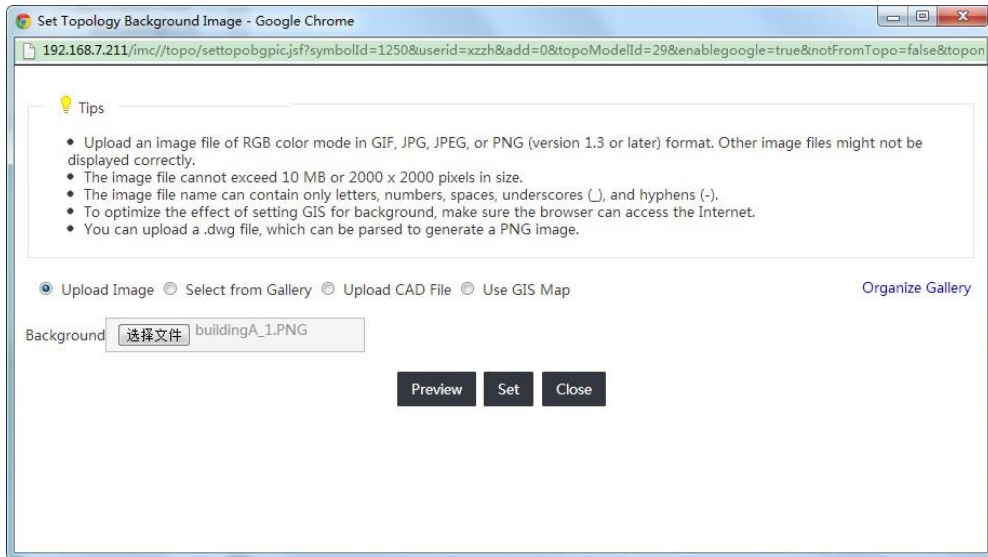 Set Topology Background Image - Google Chrome
192.168.7.211/imc//topo/settopobgpic.jsf?symbolId=1250&userid=xzzh&add=0&topoModelId=29&enablegoogle=true&notFromTopo=false&topon
Tips
• Upload an image file of RGB color mode in GIF, JPG, JPEG, or PNG (version 1.3 or later) format. Other image files might not be
displayed correctly.
• The image file cannot exceed 10 MB or 2000 x 2000 pixels in size.
• The image file name can contain only letters, numbers, spaces, underscores (_), and hyphens (-).
• To optimize the effect of setting GIS for background, make sure the browser can access the Internet.
• You can upload a .dwg file, which can be parsed to generate a PNG image.
Upload Image Select from Gallery Upload CAD File Use GIS Map Organize Gallery
Background 选择文件 buildingA_1.PNG
Preview Set Close